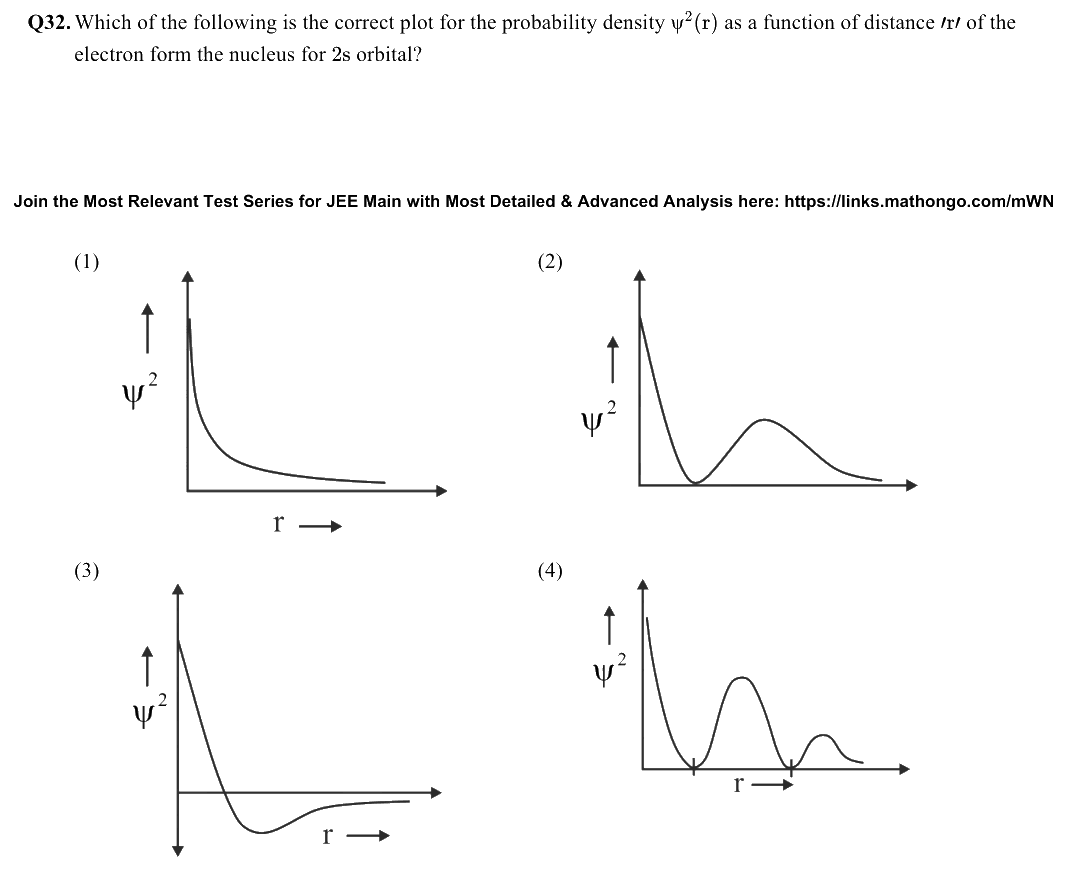 Q32. Which of the following is the correct plot for the probability density ψ²(r) as a function of distance 'r' of the
electron form the nucleus for 2s orbital?
Join the Most Relevant Test Series for JEE Main with Most Detailed & Advanced Analysis here: https://links.mathongo.com/mWN
(1)
(2)
ψ²
ψ²
r
(3)
(4)
ψ²
ψ²
r
r